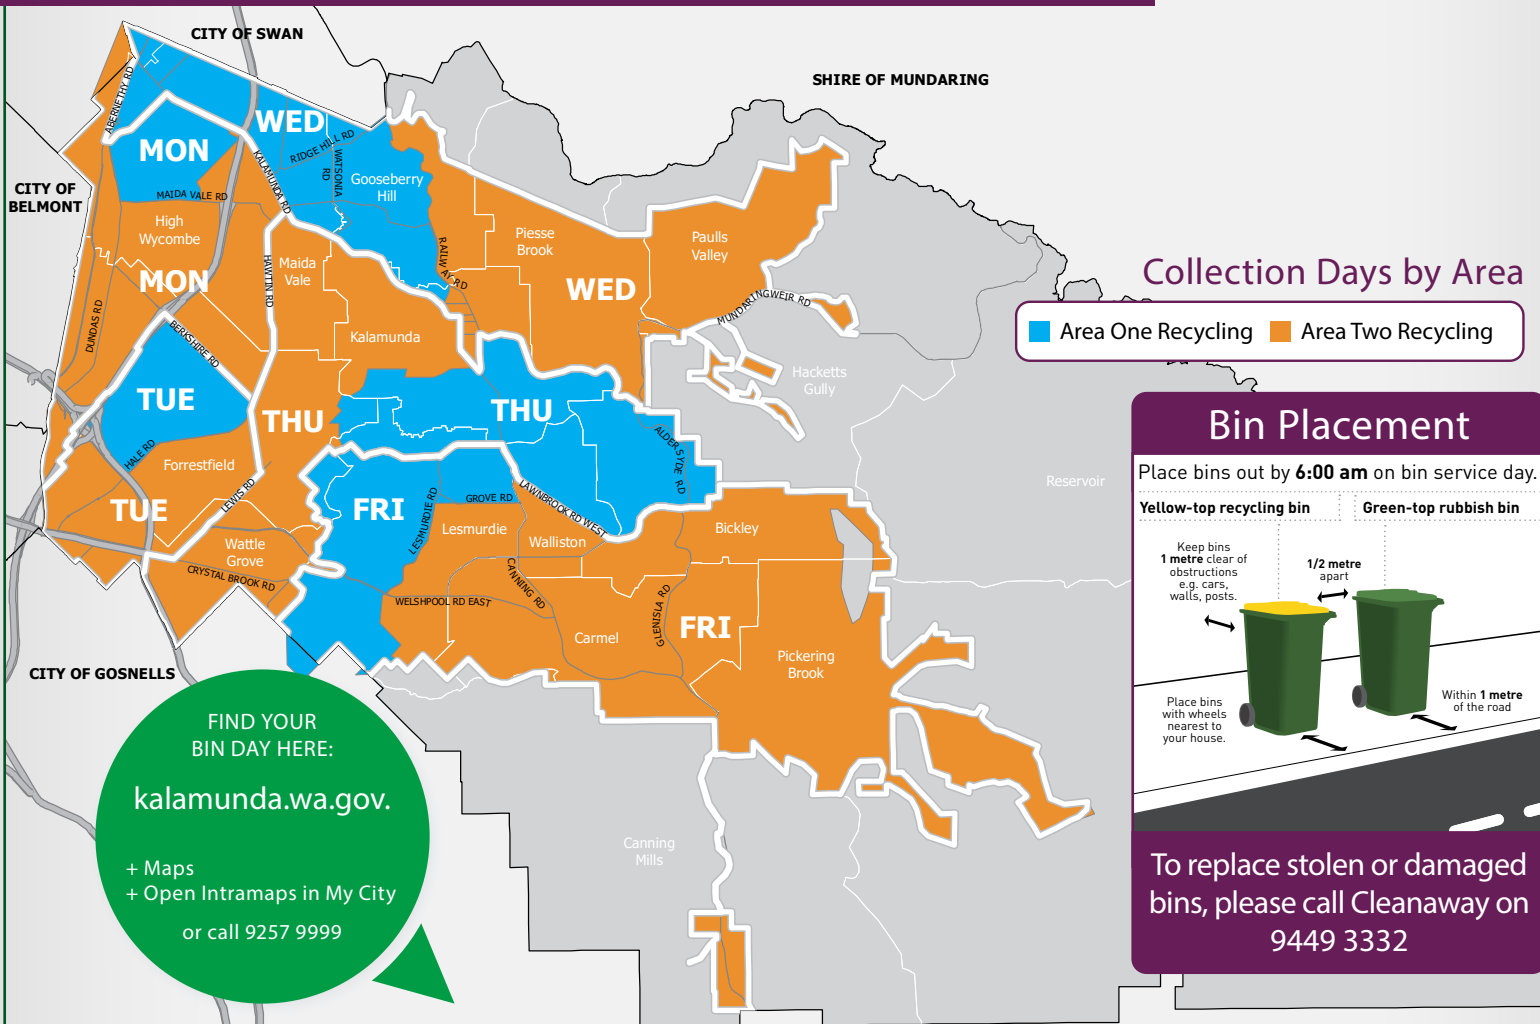 CITY OF SWAN
SHIRE OF MUNDARING
CITY OF
BELMONT
CITY OF GOSNELLS
ABERNETHY RD
MON
WED
RIDGE HILL RD
WATSONIA
RD
KALAMUNDA RD
Gooseberry
Hill
MAIDA VALE RD
High
Wycombe
MON
DUNDAS RD
HAWTIN RD
Maida
Vale
RAILWAY RD
Piesse
Brook
WED
Paulls
Valley
MUNDARINGWEIR RD
Kalamunda
BERKSHIRE RD
TUE
THU
THU
Hacketts
Gully
HALE RD
Forrestfield
TUE
LEWIS RD
ALDERSYDE RD
Reservoir
FRI
LESMURDIE RD
GROVE RD
LAWNBROOK RD WEST
Lesmurdie
Walliston
Bickley
Wattle
Grove
CRYSTAL BROOK RD
CANNING RD
WELSHPOOL RD EAST
GLENISLA RD
Carmel
FRI
Pickering
Brook
Canning
Mills
FIND YOUR
BIN DAY HERE:
kalamunda.wa.gov.
+ Maps
+ Open Intramaps in My City
or call 9257 9999
Collection Days by Area
Area One Recycling
Area Two Recycling
Bin Placement
Place bins out by 6:00 am on bin service day.
Yellow-top recycling bin
Green-top rubbish bin
Keep bins
1 metre clear of
obstructions
e.g. cars,
walls, posts.
1/2 metre
apart
Place bins
with wheels
nearest to
your house.
Within 1 metre
of the road
To replace stolen or damaged
bins, please call Cleanaway on
9449 3332